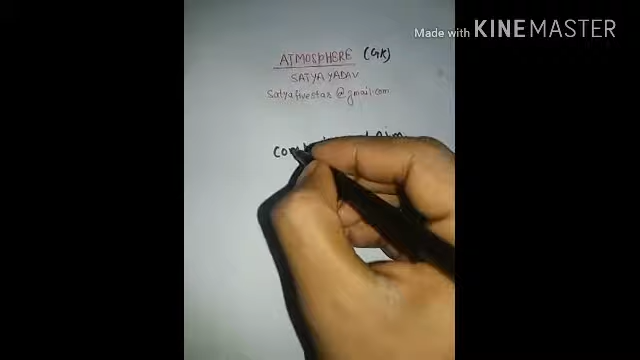 Made with KINEMASTER
ATMOSPHERE (GK)
SATYA YADAV
Satyafivestar@gmail.com